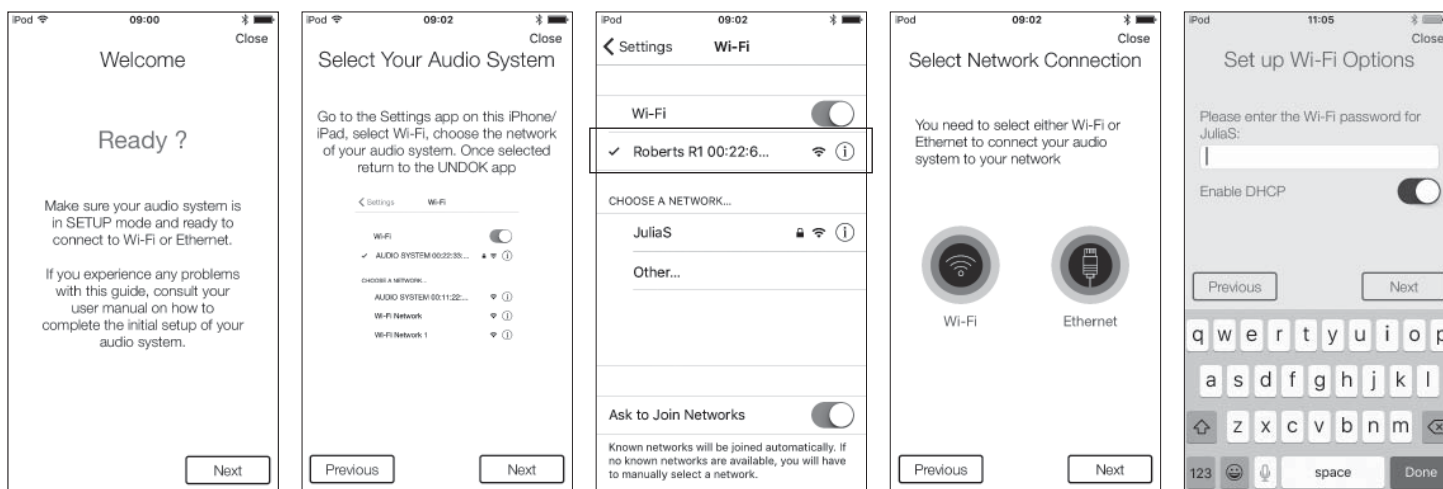 iPod 09:00
Close
Welcome
Ready ?
Make sure your audio system is
in SETUP mode and ready to
connect to Wi-Fi or Ethernet.
If you experience any problems
with this guide, consult your
user manual on how to
complete the initial setup of your
audio system.
Next
iPod 09:02
Close
Select Your Audio System
Go to the Settings app on this iPhone/
iPad, select Wi-Fi, choose the network
of your audio system. Once selected
return to the UNDOK app
Settings Wi-Fi
Wi-Fi
AUDIO SYSTEM 00:22:33:...
CHOOSE A NETWORK...
AUDIO SYSTEM 00:11:22:...
Wi-Fi Network
Wi-Fi Network 1
Previous Next
iPod 09:02
Settings Wi-Fi
Wi-Fi
Roberts R1 00:22:6...
CHOOSE A NETWORK...
JuliaS
Other...
Ask to Join Networks
Known networks will be joined automatically. If
no known networks are available, you will have
to manually select a network.
iPod 09:02
Close
Select Network Connection
You need to select either Wi-Fi or
Ethernet to connect your audio
system to your network
Wi-Fi Ethernet
Previous Next
iPod 11:05
Close
Set up Wi-Fi Options
Please enter the Wi-Fi password for
JuliaS:
Enable DHCP
Previous Next
q w e r t y u i o p
a s d f g h j k l
z x c v b n m
123 space Done